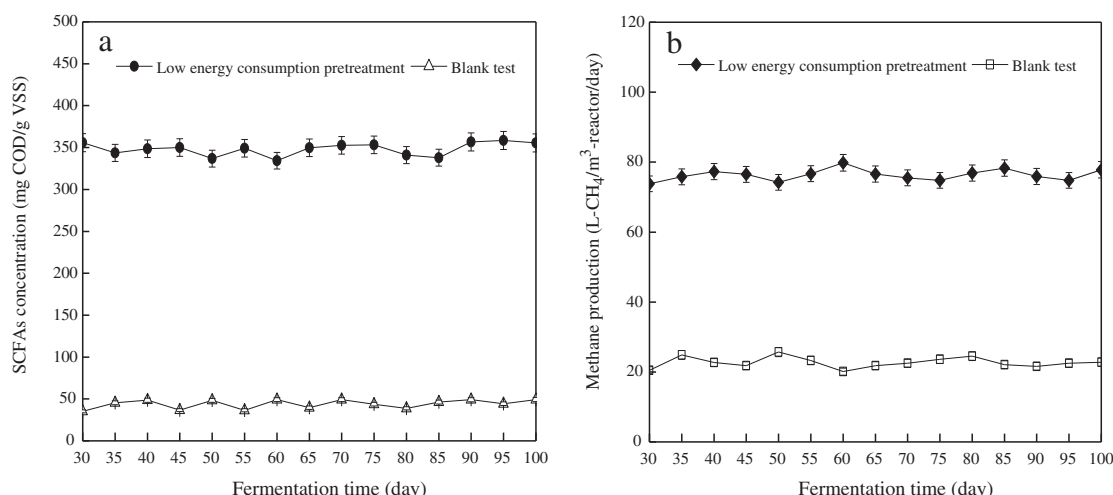 a
Low energy consumption pretreatment
Blank test
SCFAs concentration (mg COD/g VSS)
500
450
400
350
300
250
200
150
100
50
0
30 35 40 45 50 55 60 65 70 75 80 85 90 95 100
Fermentation time (day)
b
Low energy consumption pretreatment
Blank test
Methane production (L-CH₄/m³-reactor/day)
120
100
80
60
40
20
0
30 35 40 45 50 55 60 65 70 75 80 85 90 95 100
Fermentation time (day)